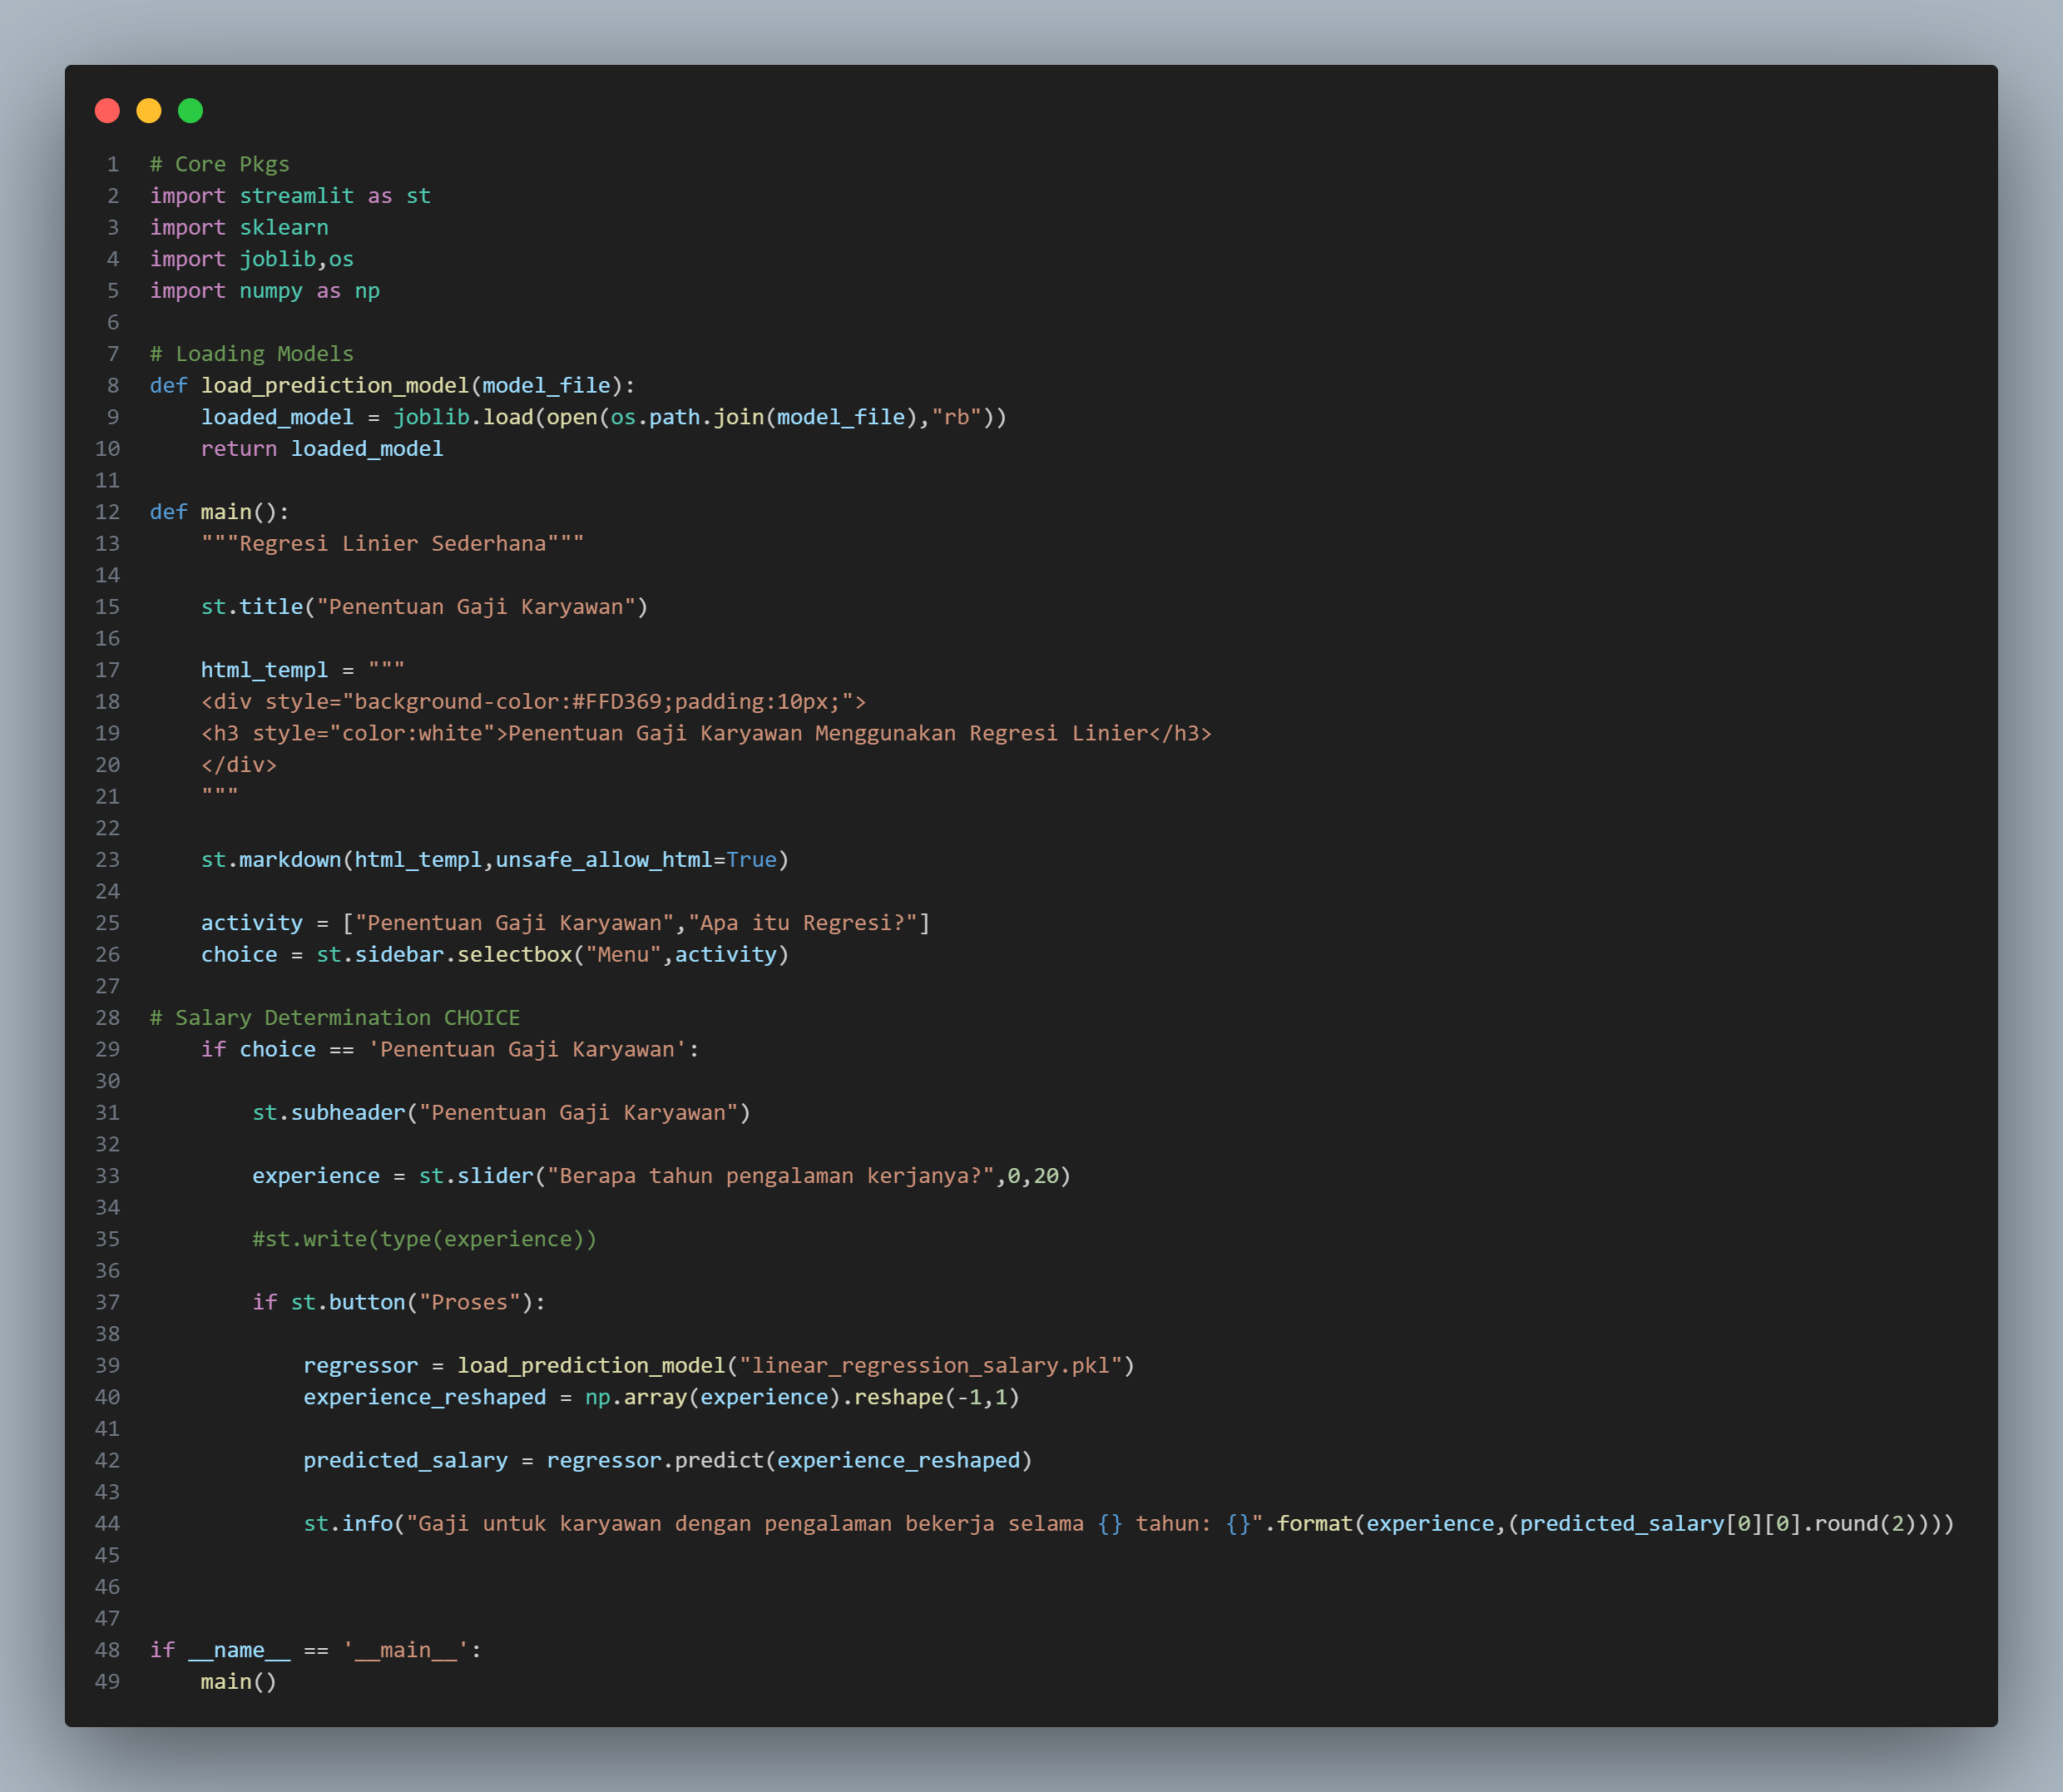 1 # Core Pkgs
2 import streamlit as st
3 import sklearn
4 import joblib,os
5 import numpy as np
6
7 # Loading Models
8 def load_prediction_model(model_file):
9     loaded_model = joblib.load(open(os.path.join(model_file),"rb"))
10     return loaded_model
11
12 def main():
13     """Regresi Linier Sederhana"""
14
15     st.title("Penentuan Gaji Karyawan")
16
17     html_templ = """
18     <div style="background-color:#FFD369;padding:10px;">
19     <h3 style="color:white">Penentuan Gaji Karyawan Menggunakan Regresi Linier</h3>
20     </div>
21     """
22
23     st.markdown(html_templ,unsafe_allow_html=True)
24
25     activity = ["Penentuan Gaji Karyawan","Apa itu Regresi?"]
26     choice = st.sidebar.selectbox("Menu",activity)
27
28 # Salary Determination CHOICE
29     if choice == 'Penentuan Gaji Karyawan':
30
31         st.subheader("Penentuan Gaji Karyawan")
32
33         experience = st.slider("Berapa tahun pengalaman kerjanya?",0,20)
34
35         #st.write(type(experience))
36
37         if st.button("Proses"):
38
39             regressor = load_prediction_model("linear_regression_salary.pkl")
40             experience_reshaped = np.array(experience).reshape(-1,1)
41
42             predicted_salary = regressor.predict(experience_reshaped)
43
44             st.info("Gaji untuk karyawan dengan pengalaman bekerja selama {} tahun: {}".format(experience,(predicted_salary[0][0].round(2))))
45
46
47
48 if __name__ == '__main__':
49     main()